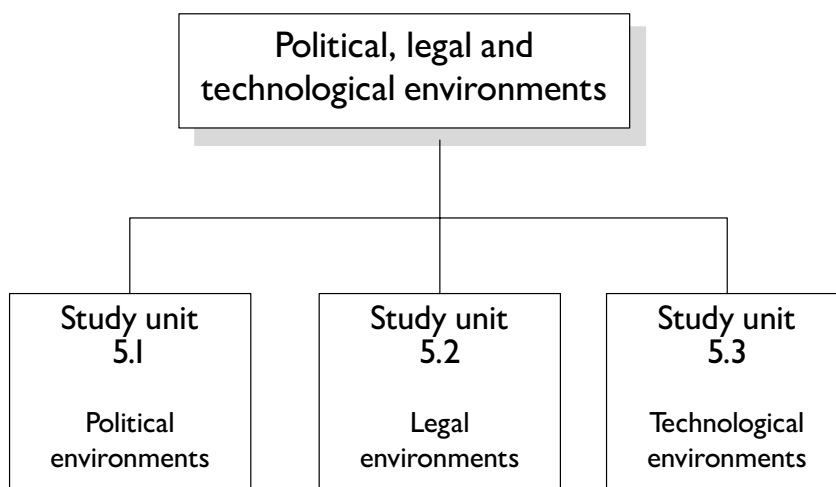 Political, legal and
technological environments
Study unit
5.1
Political
environments
Study unit
5.2
Legal
environments
Study unit
5.3
Technological
environments